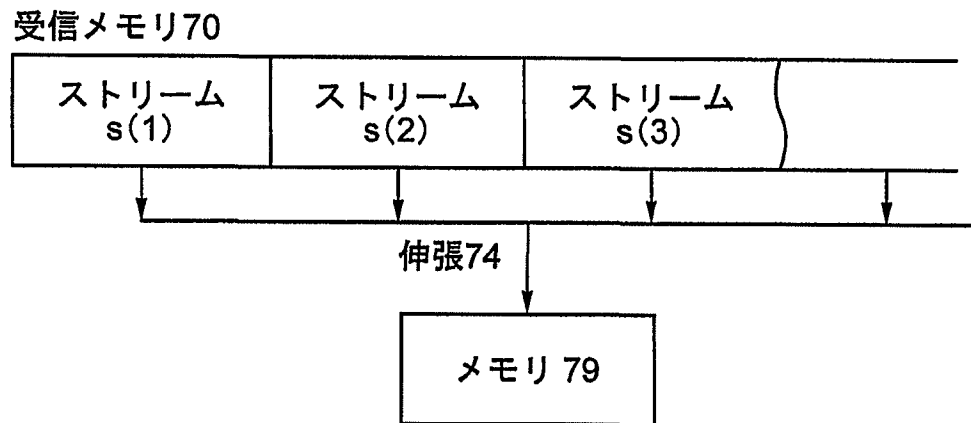 受信メモリ70
ストリーム ストリーム ストリーム
s(1) s(2) s(3)
伸張74
メモリ 79